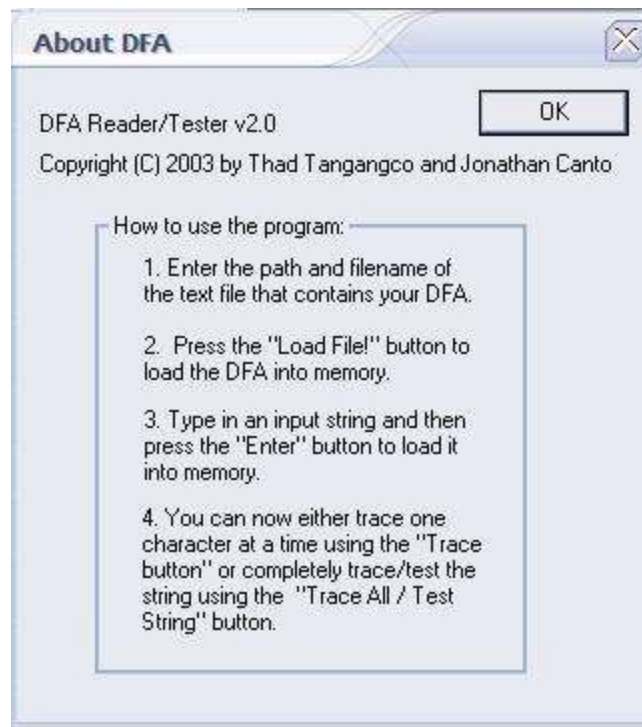 About DFA
OK
DFA Reader/Tester v2.0
Copyright (C) 2003 by Thad Tangangco and Jonathan Canto
How to use the program:
1. Enter the path and filename of
the text file that contains your DFA.
2.  Press the "Load File!" button to
load the DFA into memory.
3. Type in an input string and then
press the "Enter" button to load it
into memory.
4. You can now either trace one
character at a time using the "Trace
button" or completely trace/test the
string using the  "Trace All / Test
String" button.